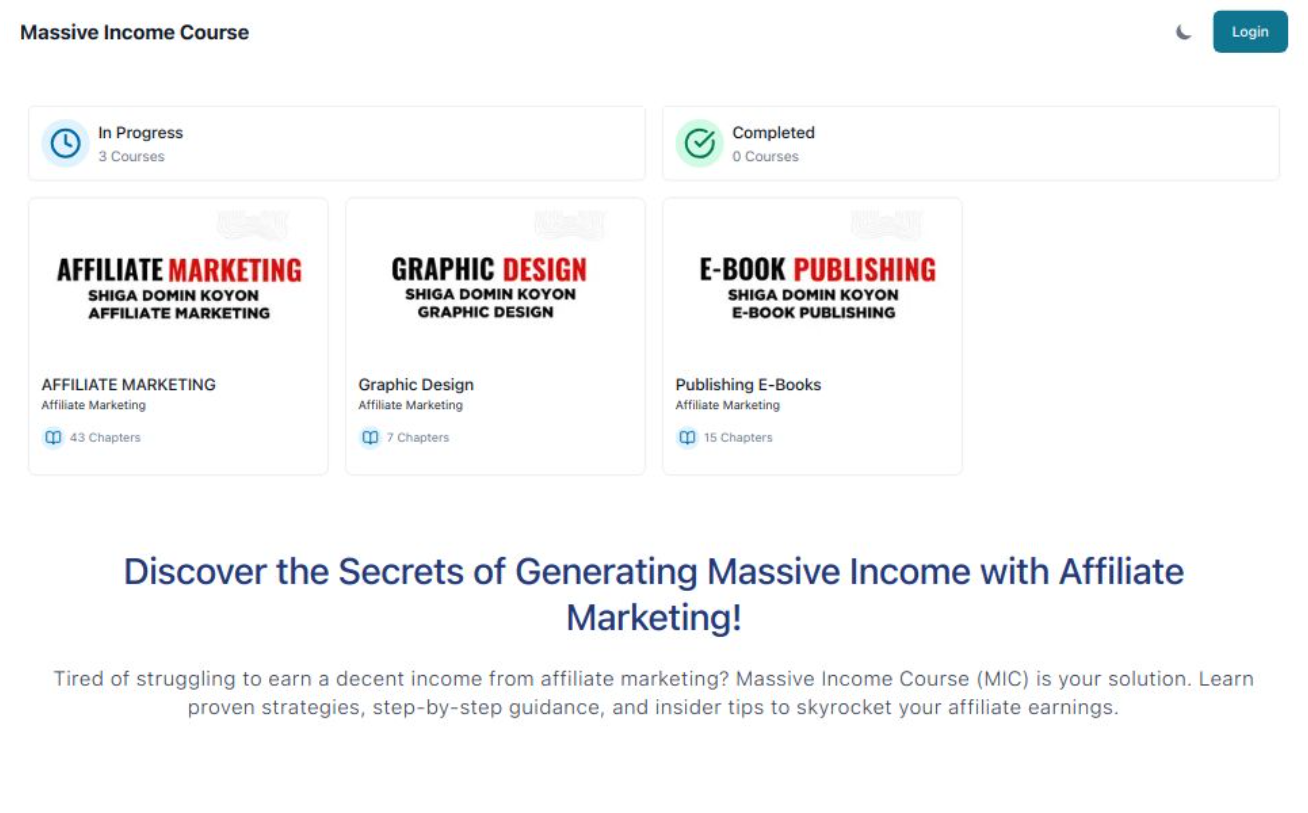 Massive Income Course
Login
In Progress
3 Courses
Completed
0 Courses
AFFILIATE MARKETING
SHIGA DOMIN KOYON
AFFILIATE MARKETING
AFFILIATE MARKETING
Affiliate Marketing
43 Chapters
GRAPHIC DESIGN
SHIGA DOMIN KOYON
GRAPHIC DESIGN
Graphic Design
Affiliate Marketing
7 Chapters
E-BOOK PUBLISHING
SHIGA DOMIN KOYON
E-BOOK PUBLISHING
Publishing E-Books
Affiliate Marketing
15 Chapters
Discover the Secrets of Generating Massive Income with Affiliate
Marketing!
Tired of struggling to earn a decent income from affiliate marketing? Massive Income Course (MIC) is your solution. Learn
proven strategies, step-by-step guidance, and insider tips to skyrocket your affiliate earnings.